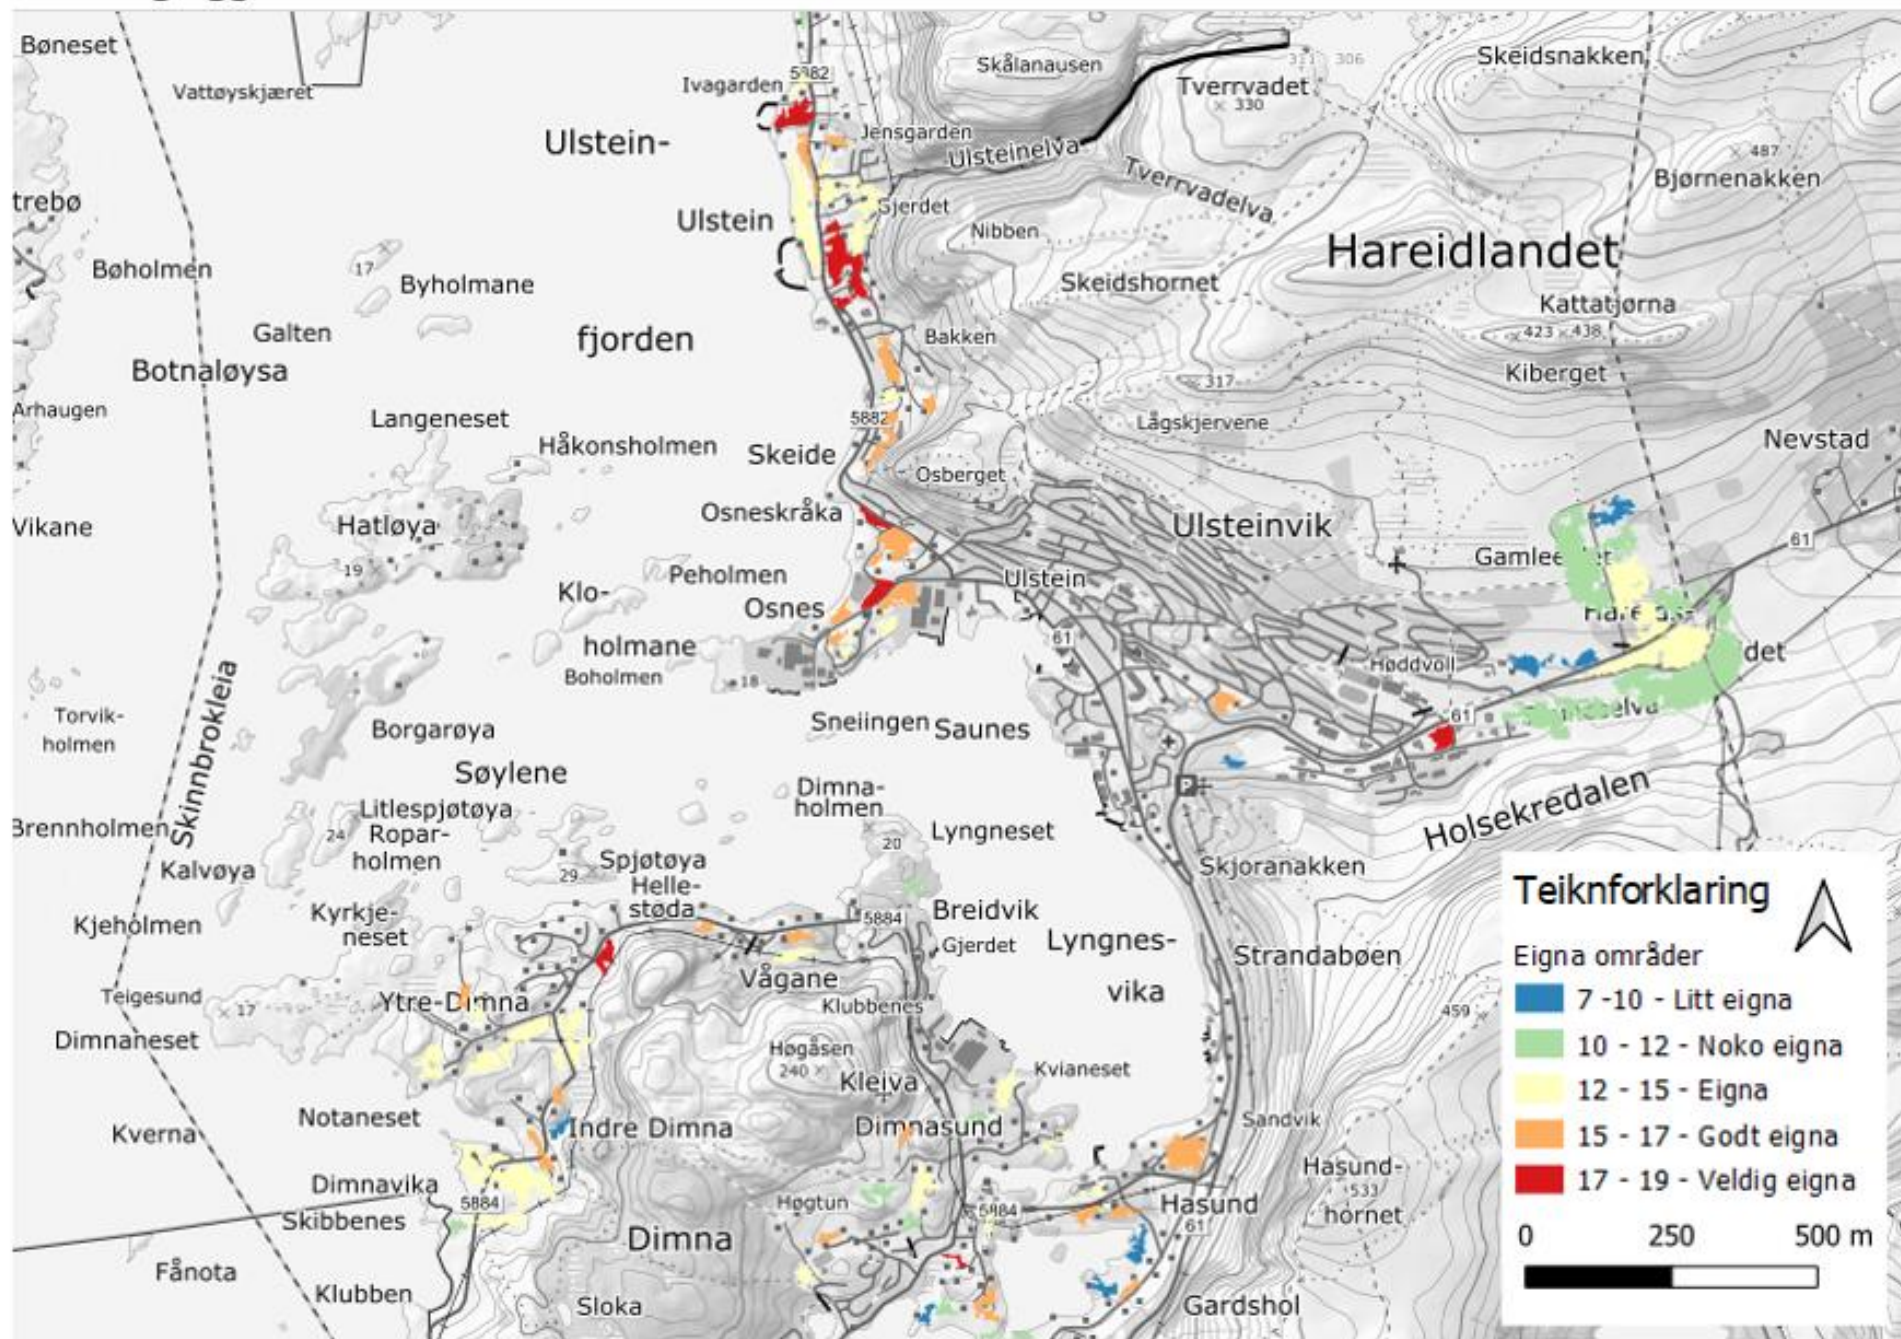 Bøneset
Vattøyskjæret
Ivagarden
5882
Skålanausen
311
306
Skeidsnakken
Tverrvadet
330
Ulstein-
Jensgarden
Ulsteinelva
487
Bjørnenakken
Tverrvadelva
trebø
Ulstein
Gjerdet
Nibben
Hareidlandet
Bøholmen
17
Byholmane
Skeidshornet
Kattatjørna
423
438
Galten
fjorden
Bakken
Botnaløysa
317
Kiberget
Arhaugen
Langeneset
5882
Lågskjervene
Håkonsholmen
Skeide
Nevstad
Osberget
Osneskråka
Vikane
Hatløya
Ulsteinvik
61
19
Peholmen
Ulstein
Klo-
Osnes
61
holmane
Boholmen
18
Høddvoll
det
Skinnbrokleia
Torvik-
holmen
Borgarøya
Sneiingen
Saunes
61
Søylene
Dimna-
holmen
P
Holsekredalen
Litlespjøtøya
Brennholmen
24
Ropar-
holmen
Lyngneset
20
Kalvøya
29
Spjøtøya
Skjoranakken
Helle-
støda
Kyrkje-
neset
5884
Breidvik
Kjeholmen
Gjerdet
Lyngnes-
vika
Strandabøen
Vågane
Teigesund
17
Ytre-Dimna
Klubbenes
459
Dimnaneset
Høgåsen
240
Kleiva
Kvianeset
Notaneset
Indre Dimna
Dimnasund
Sandvik
Kverna
Hasund-
hornet
533
Dimnavika
5884
Høgtun
5884
Hasund
61
Skibbenes
Dimna
Fånota
Klubben
Sloka
Gardshol
Teiknforklaring
Eigna områder
7 -10 - Litt eigna
10 - 12 - Noko eigna
12 - 15 - Eigna
15 - 17 - Godt eigna
17 - 19 - Veldig eigna
0 250 500 m